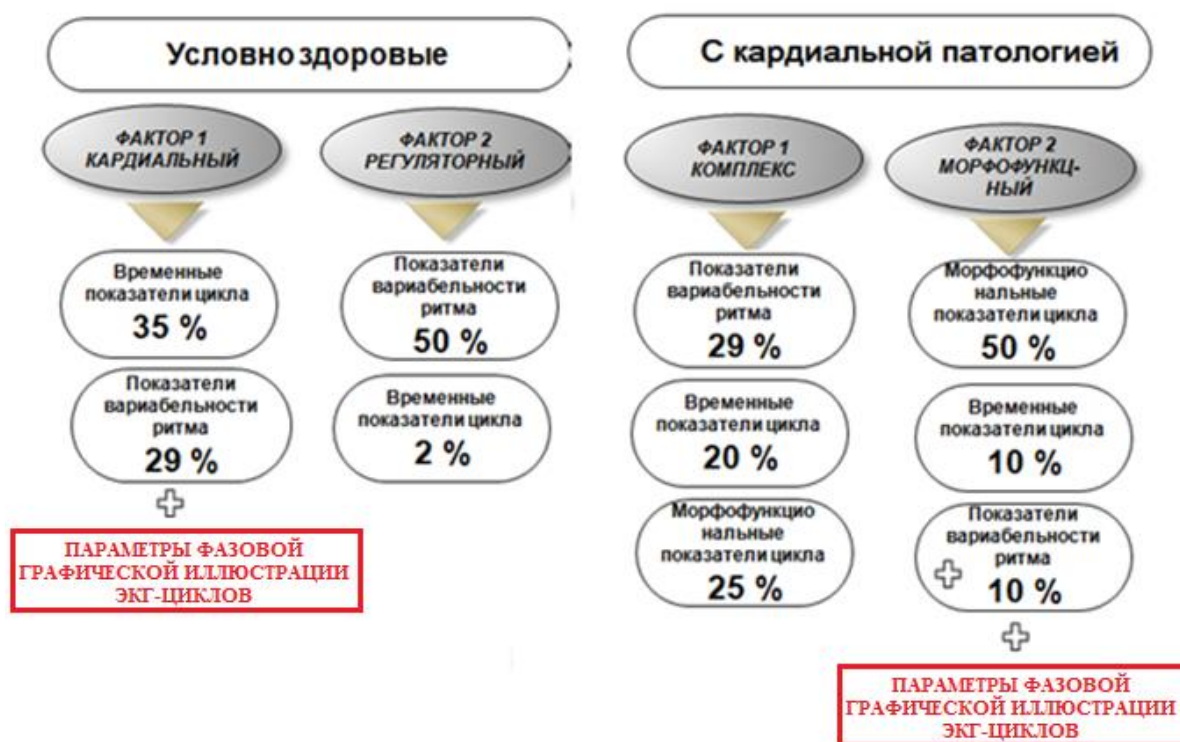 Условно здоровые
ФАКТОР 1
КАРДИАЛЬНЫЙ
ФАКТОР 2
РЕГУЛЯТОРНЫЙ
Временные
показатели цикла
35 %
Показатели
вариабельности
ритма
50 %
Показатели
вариабельности
ритма
29 %
Временные
показатели цикла
2 %
ПАРАМЕТРЫ ФАЗОВОЙ
ГРАФИЧЕСКОЙ ИЛЛЮСТРАЦИИ
ЭКГ-ЦИКЛОВ
С кардиальной патологией
ФАКТОР 1
КОМПЛЕКС
ФАКТОР 2
МОРФОФУНКЦ-
НЫЙ
Показатели
вариабельности
ритма
29 %
Морфофункцио
нальные
показатели цикла
50 %
Временные
показатели цикла
20 %
Временные
показатели цикла
10 %
Морфофункцио
нальные
показатели цикла
25 %
Показатели
вариабельности
ритма
10 %
ПАРАМЕТРЫ ФАЗОВОЙ
ГРАФИЧЕСКОЙ ИЛЛЮСТРАЦИИ
ЭКГ-ЦИКЛОВ